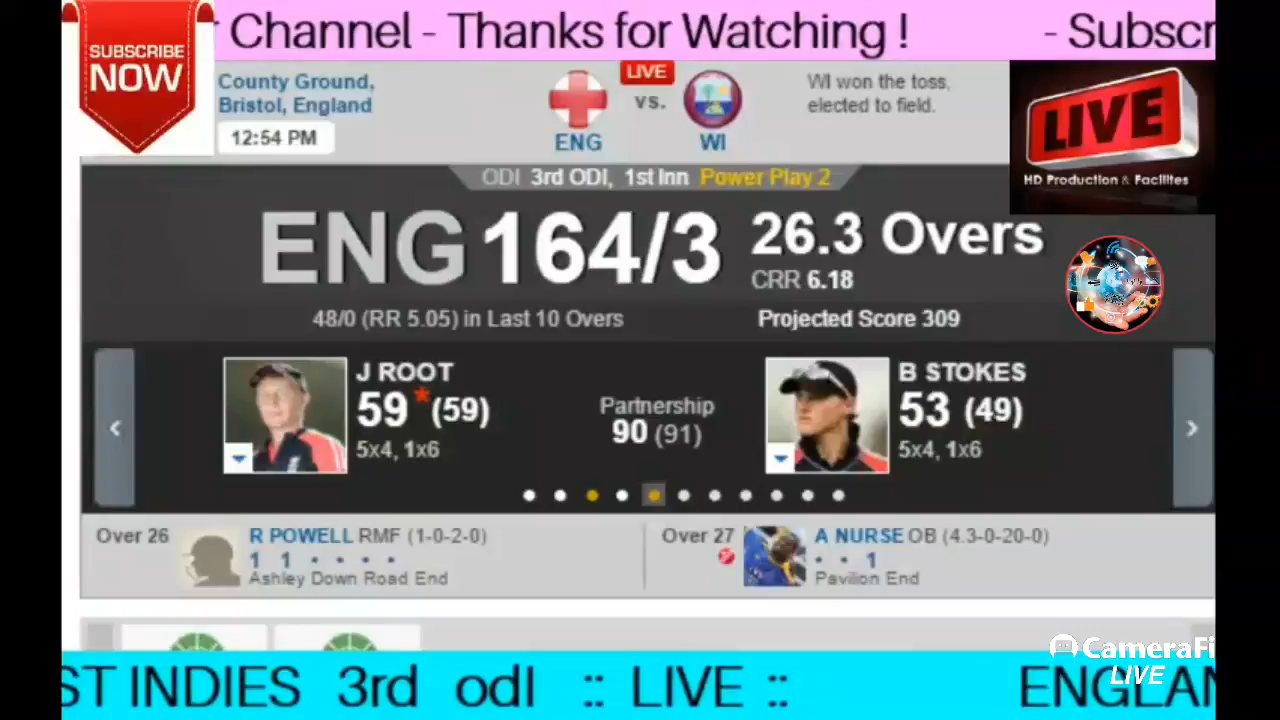 r Channel - Thanks for Watching ! - Subscr
SUBSCRIBE
NOW
County Ground,
Bristol, England
12:54 PM
LIVE
vs.
ENG
WI
WI won the toss,
elected to field.
LIVE
HD Production & Facilites
ODI 3rd ODI, 1st Inn Power Play 2
ENG 164/3
26.3 Overs
CRR 6.18
48/0 (RR 5.05) in Last 10 Overs
Projected Score 309
J ROOT
59*(59)
5x4, 1x6
Partnership
90 (91)
B STOKES
53 (49)
5x4, 1x6
Over 26
R POWELL RMF (1-0-2-0)
1 1 • • • •
Ashley Down Road End
Over 27
A NURSE OB (4.3-0-20-0)
• • 1
Pavilion End
CameraFi
LIVE
ST INDIES 3rd odI :: LIVE :: ENGLAN